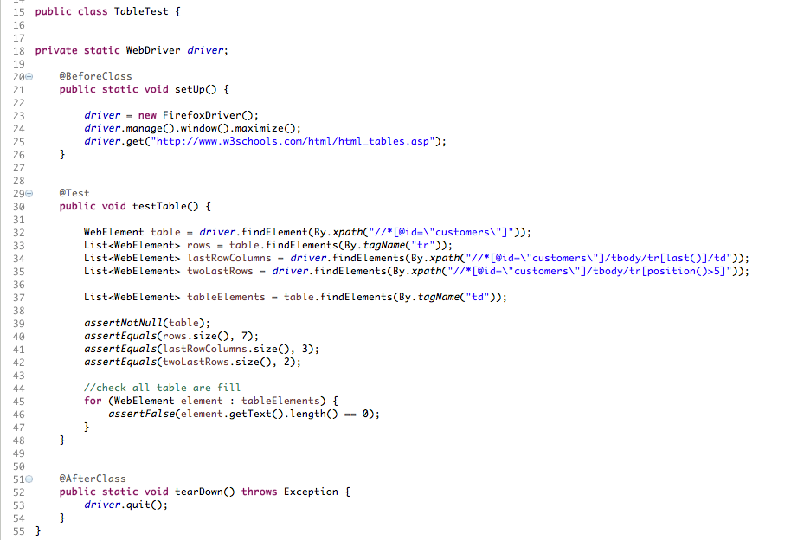 15 public class TableTest {
16
17
18 private static WebDriver driver;
19
20 @BeforeClass
21 public static void setUp() {
22
23 driver = new FirefoxDriver();
24 driver.manage().window().maximize();
25 driver.get("http://www.w3schools.com/html/html_tables.asp");
26 }
27
28
29 @Test
30 public void testTable() {
31
32 WebElement table = driver.findElement(By.xpath("//*[@id=\"customers\"]"));
33 List<WebElement> rows = table.findElements(By.tagName("tr"));
34 List<WebElement> lastRowColumns = driver.findElements(By.xpath("//*[@id=\"customers\"]/tbody/tr[last()]/td"));
35 List<WebElement> twoLastRows = driver.findElements(By.xpath("//*[@id=\"customers\"]/tbody/tr[position()>5]"));
36
37 List<WebElement> tableElements = table.findElements(By.tagName("td"));
38
39 assertNotNull(table);
40 assertEquals(rows.size(), 7);
41 assertEquals(lastRowColumns.size(), 3);
42 assertEquals(twoLastRows.size(), 2);
43
44 //check all table are fill
45 for (WebElement element : tableElements) {
46 assertFalse(element.getText().length() == 0);
47 }
48 }
49
50
51 @AfterClass
52 public static void tearDown() throws Exception {
53 driver.quit();
54 }
55 }